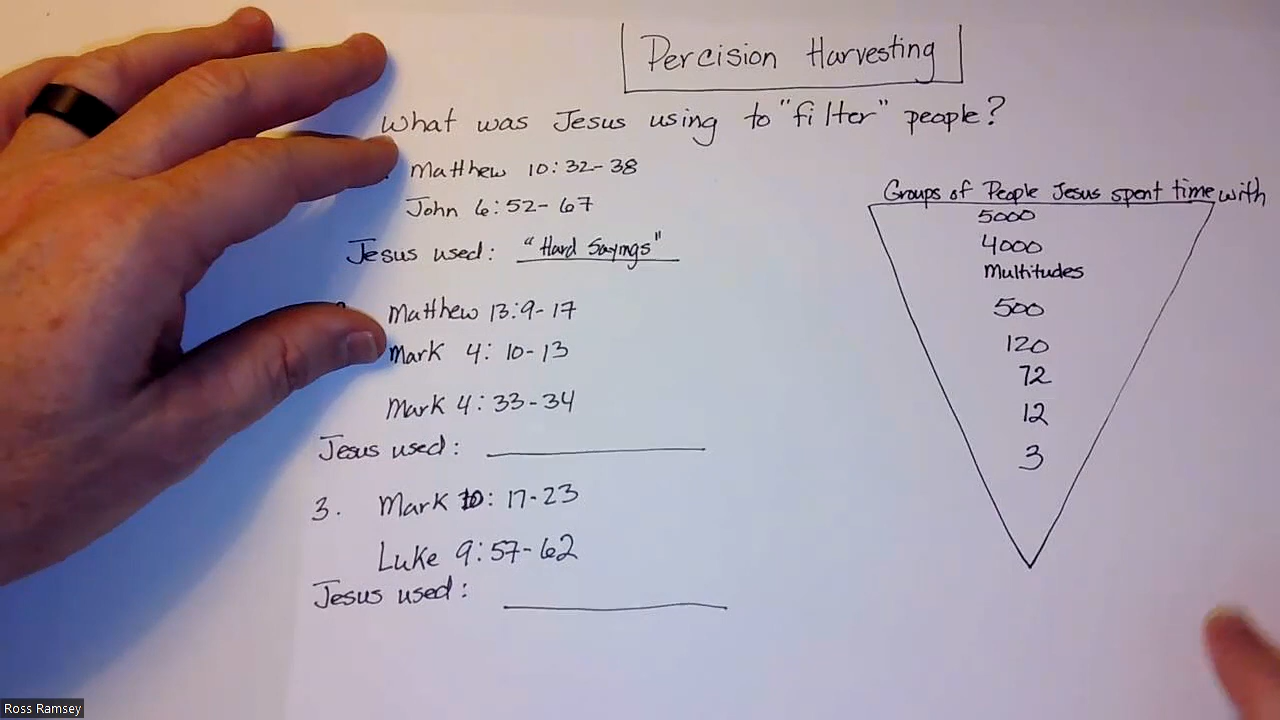 Percision Harvesting
What was Jesus using to "filter" people?
Matthew 10:32-38
John 6:52-67
Jesus used: "Hard Sayings"
Matthew 13:9-17
Mark 4:10-13
Mark 4:33-34
Jesus used:
3. Mark 10:17-23
Luke 9:57-62
Jesus used:
Groups of People Jesus spent time with
5000
4000
Multitudes
500
120
72
12
3
Ross Ramsey